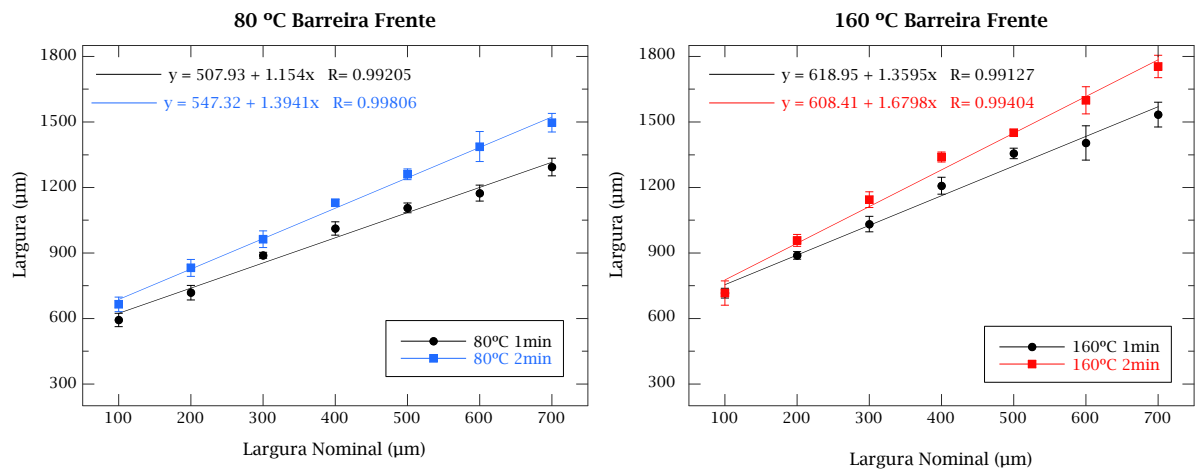 80 ºC Barreira Frente
y = 507.93 + 1.154x R= 0.99205
y = 547.32 + 1.3941x R= 0.99806
1800
1500
1200
900
600
300
Largura (µm)
80ºC 1min
80ºC 2min
100 200 300 400 500 600 700
Largura Nominal (µm)
160 ºC Barreira Frente
y = 618.95 + 1.3595x R= 0.99127
y = 608.41 + 1.6798x R= 0.99404
1800
1500
1200
900
600
300
Largura (µm)
160ºC 1min
160ºC 2min
100 200 300 400 500 600 700
Largura Nominal (µm)